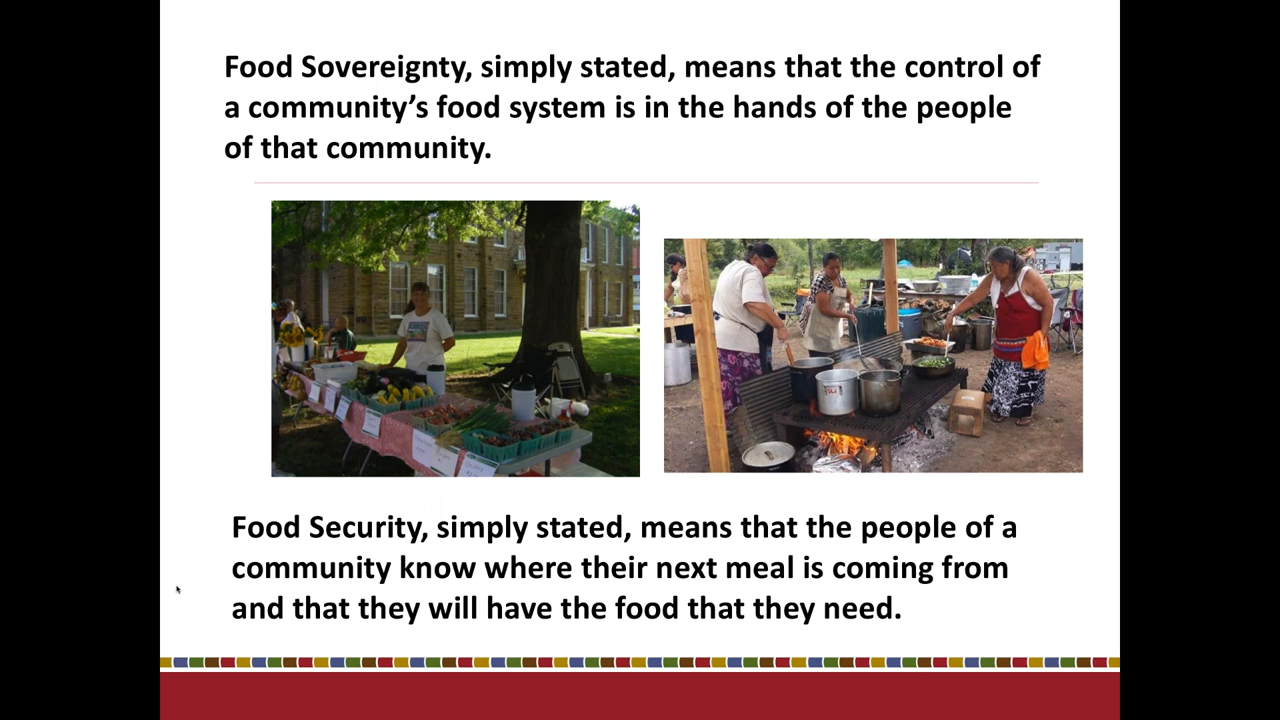 Food Sovereignty, simply stated, means that the control of
a community’s food system is in the hands of the people
of that community.
Food Security, simply stated, means that the people of a
community know where their next meal is coming from
and that they will have the food that they need.